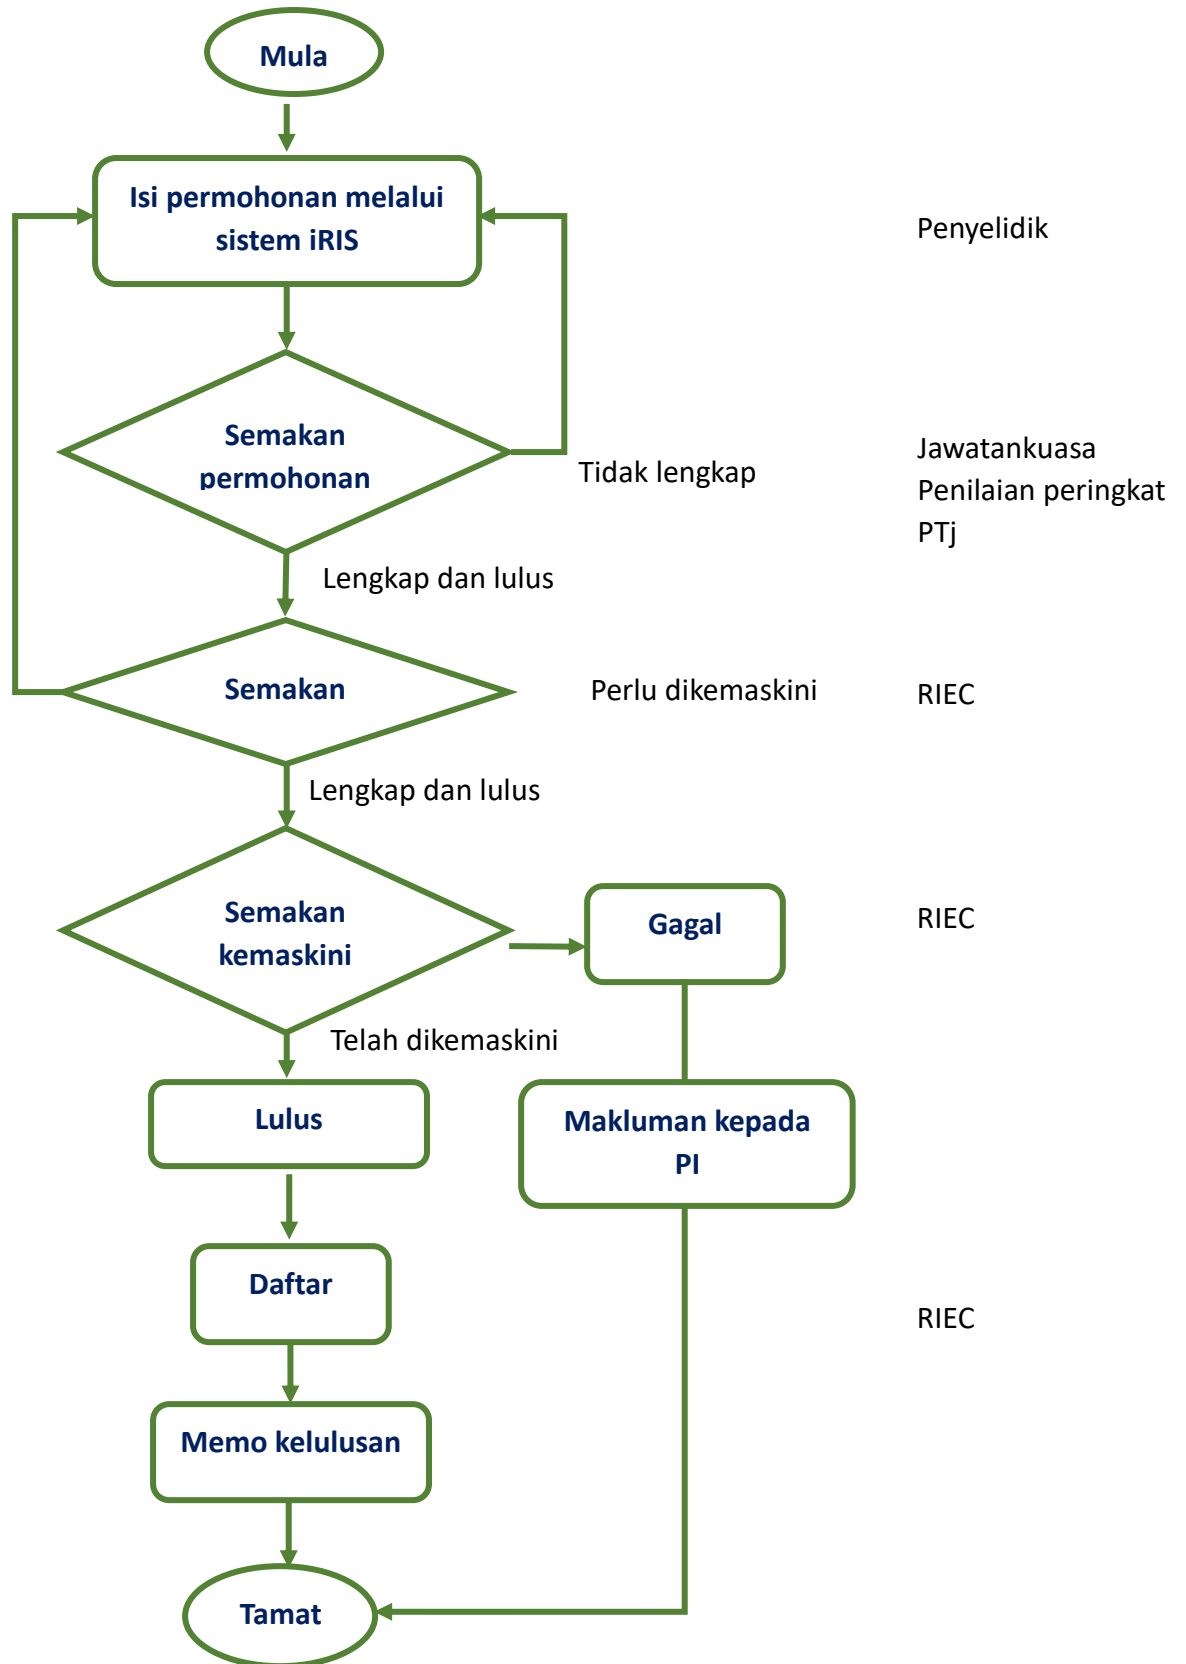 Mula
Isi permohonan melalui
sistem iRIS
Penyelidik
Semakan
permohonan
Tidak lengkap
Jawatankuasa
Penilaian peringkat
PTj
Lengkap dan lulus
Semakan
Perlu dikemaskini
RIEC
Lengkap dan lulus
Semakan
kemaskini
Gagal
RIEC
Telah dikemaskini
Lulus
Makluman kepada
PI
Daftar
RIEC
Memo kelulusan
Tamat